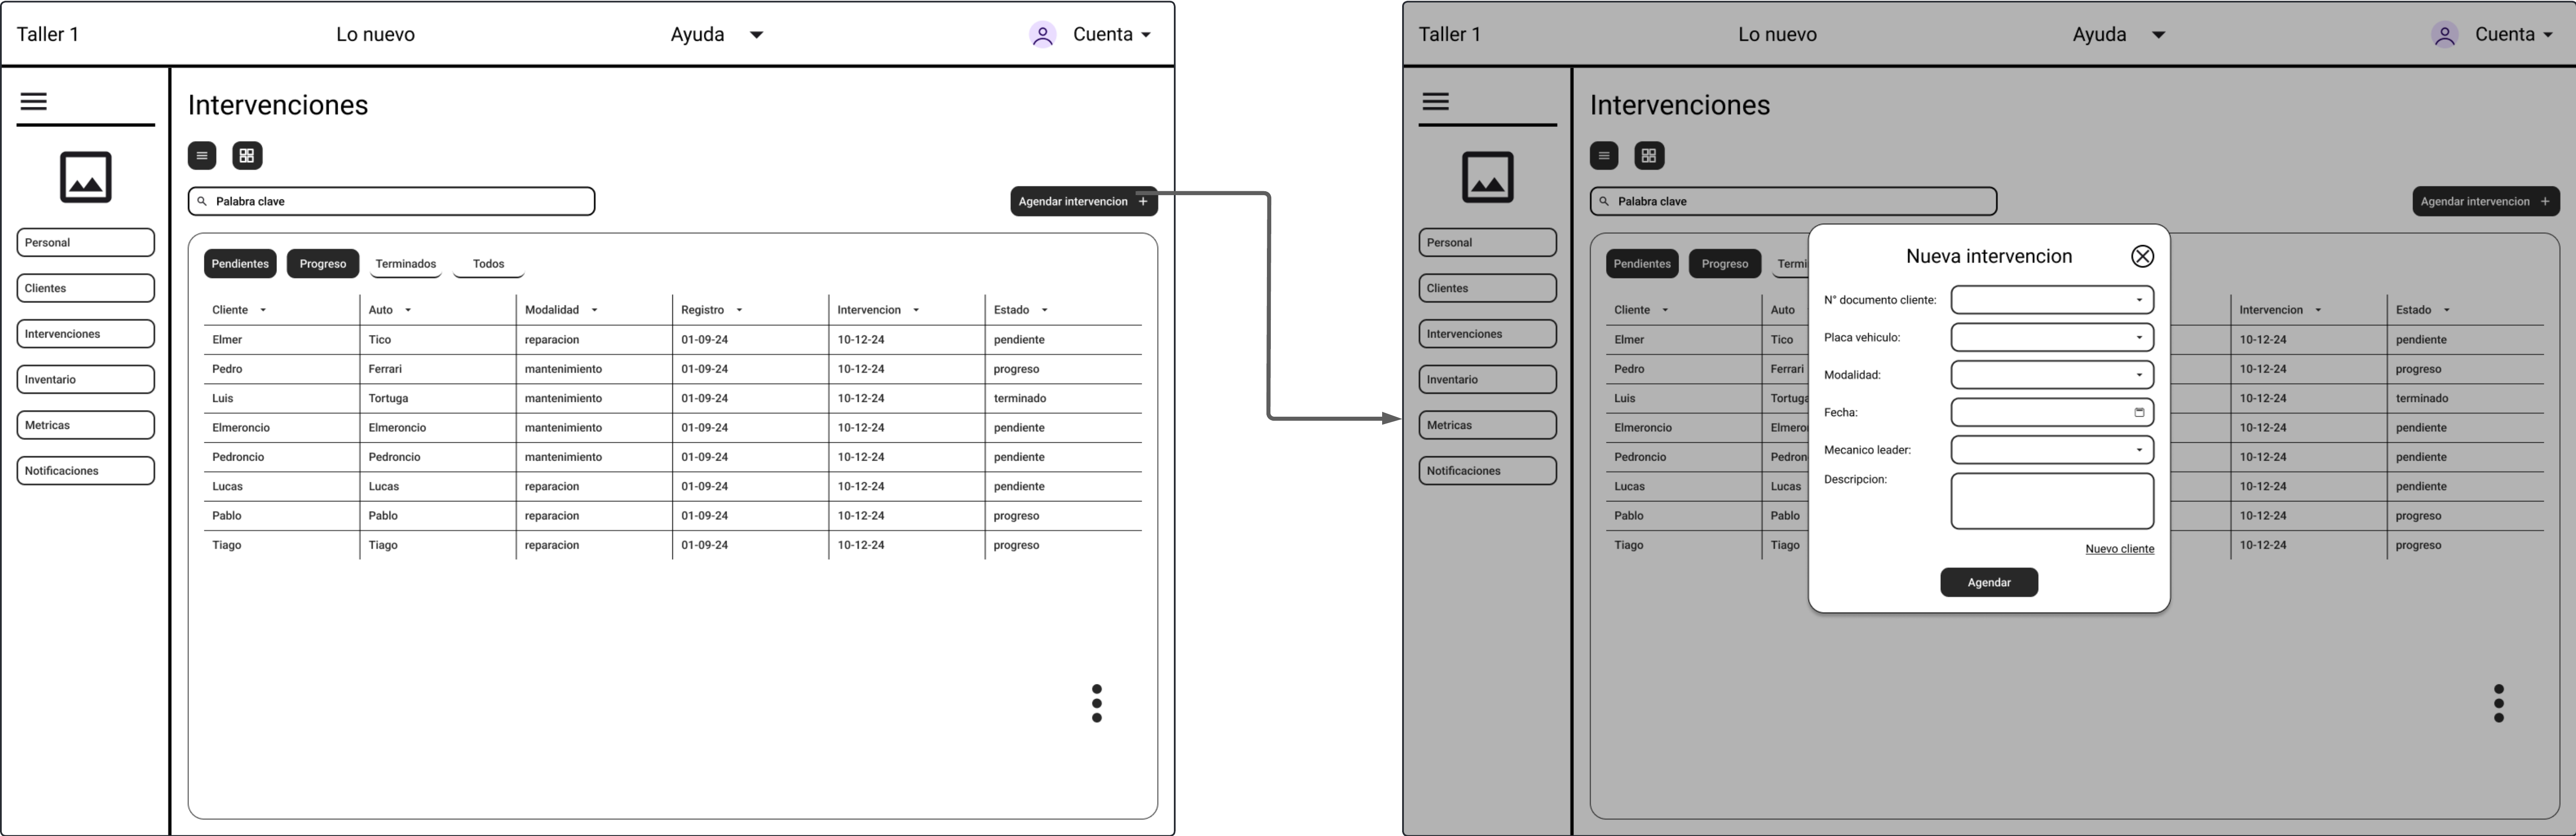 Taller 1 Lo nuevo Ayuda Cuenta
Intervenciones
Palabra clave
Agendar intervencion +
Personal
Clientes
Intervenciones
Inventario
Metricas
Notificaciones
Pendientes Progreso Terminados Todos
Cliente Auto Modalidad Registro Intervencion Estado
Elmer Tico reparacion 01-09-24 10-12-24 pendiente
Pedro Ferrari mantenimiento 01-09-24 10-12-24 progreso
Luis Tortuga mantenimiento 01-09-24 10-12-24 terminado
Elmeroncio Elmeroncio mantenimiento 01-09-24 10-12-24 pendiente
Pedroncio Pedroncio mantenimiento 01-09-24 10-12-24 pendiente
Lucas Lucas reparacion 01-09-24 10-12-24 pendiente
Pablo Pablo reparacion 01-09-24 10-12-24 progreso
Tiago Tiago reparacion 01-09-24 10-12-24 progreso
Taller 1 Lo nuevo Ayuda Cuenta
Intervenciones
Palabra clave
Agendar intervencion +
Personal
Clientes
Intervenciones
Inventario
Metricas
Notificaciones
Pendientes Progreso Termi
Cliente Auto Intervencion Estado
Elmer Tico 10-12-24 pendiente
Pedro Ferrari 10-12-24 progreso
Luis Tortuga 10-12-24 terminado
Elmeroncio Elmero 10-12-24 pendiente
Pedroncio Pedron 10-12-24 pendiente
Lucas Lucas 10-12-24 pendiente
Pablo Pablo 10-12-24 progreso
Tiago Tiago 10-12-24 progreso
Nueva intervencion
N° documento cliente:
Placa vehiculo:
Modalidad:
Fecha:
Mecanico leader:
Descripcion:
Nuevo cliente
Agendar